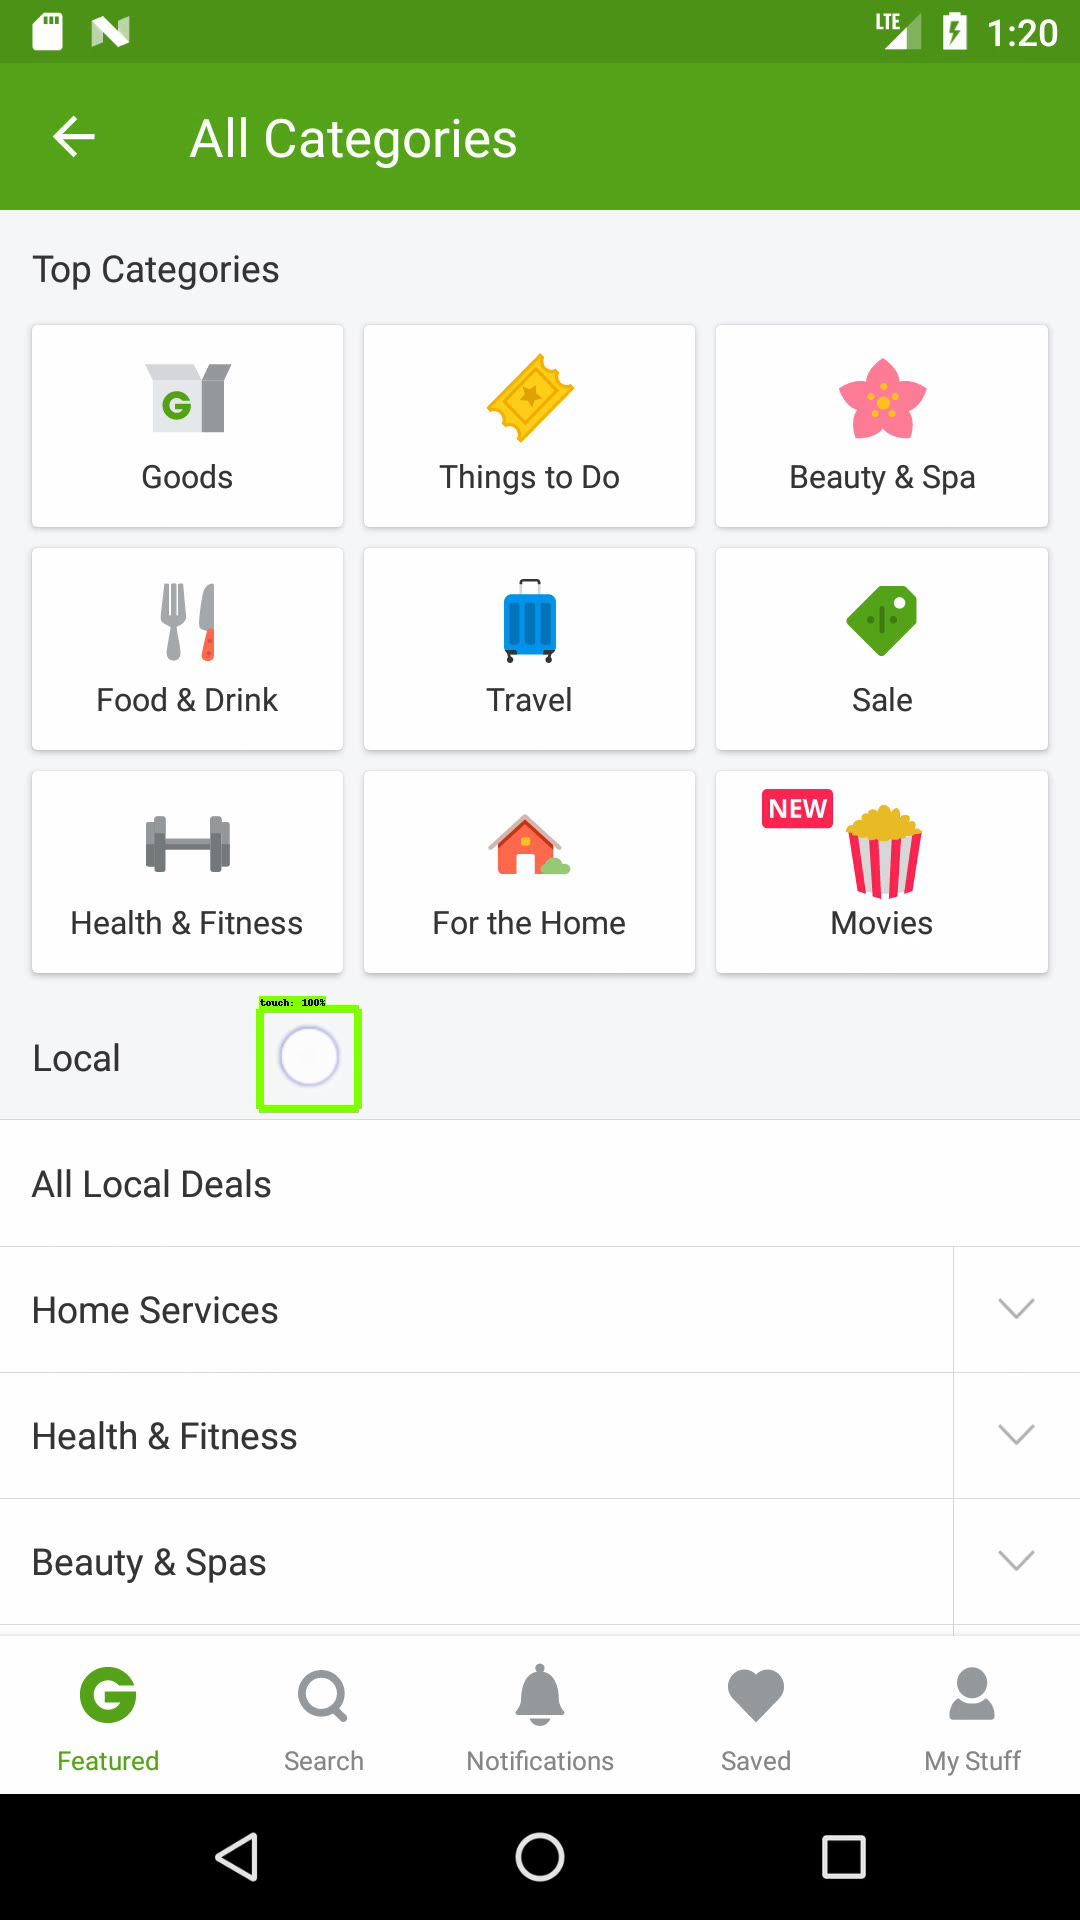 LTE 1:20
All Categories
Top Categories
Goods
Things to Do
Beauty & Spa
Food & Drink
Travel
Sale
Health & Fitness
For the Home
NEW
Movies
touch: 100%
Local
All Local Deals
Home Services
Health & Fitness
Beauty & Spas
Featured
Search
Notifications
Saved
My Stuff